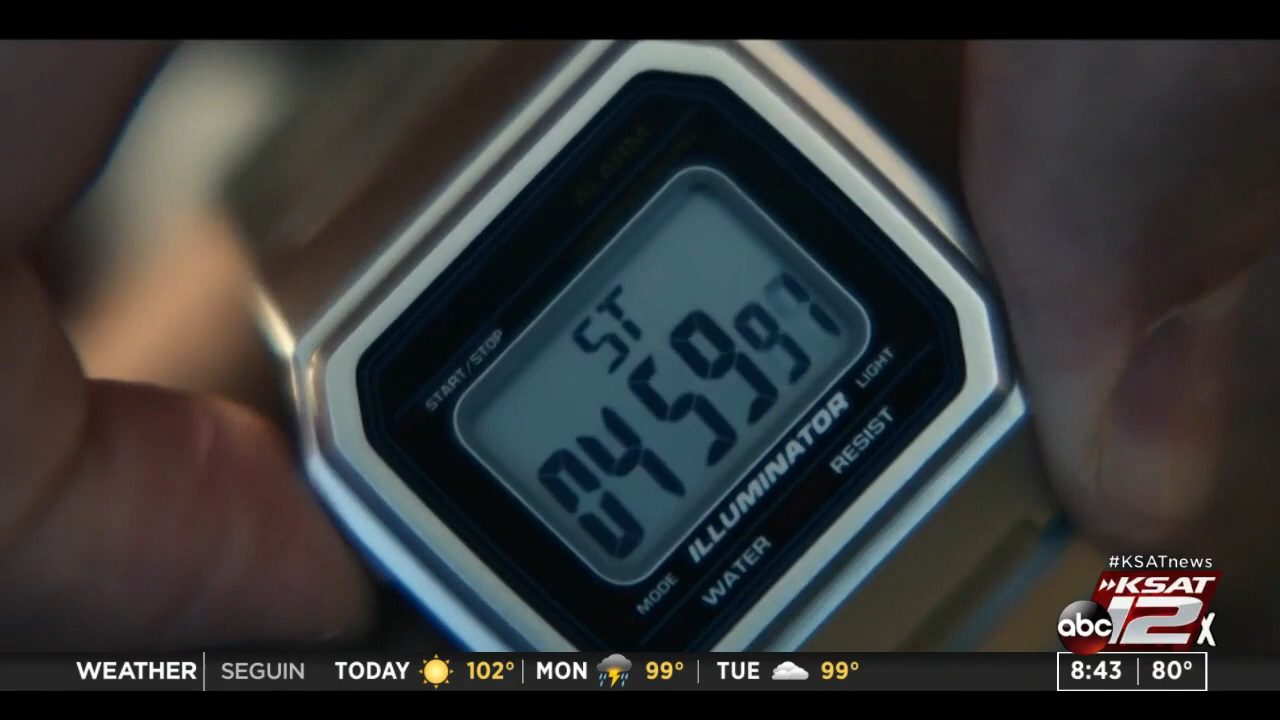 ALARM
START/STOP
ST
04 59 97
LIGHT
MODE
ILLUMINATOR
WATER RESIST
#KSATnews
KSAT
abc 12
WEATHER SEGUIN TODAY 102° MON 99° TUE 99°
8:43 80°